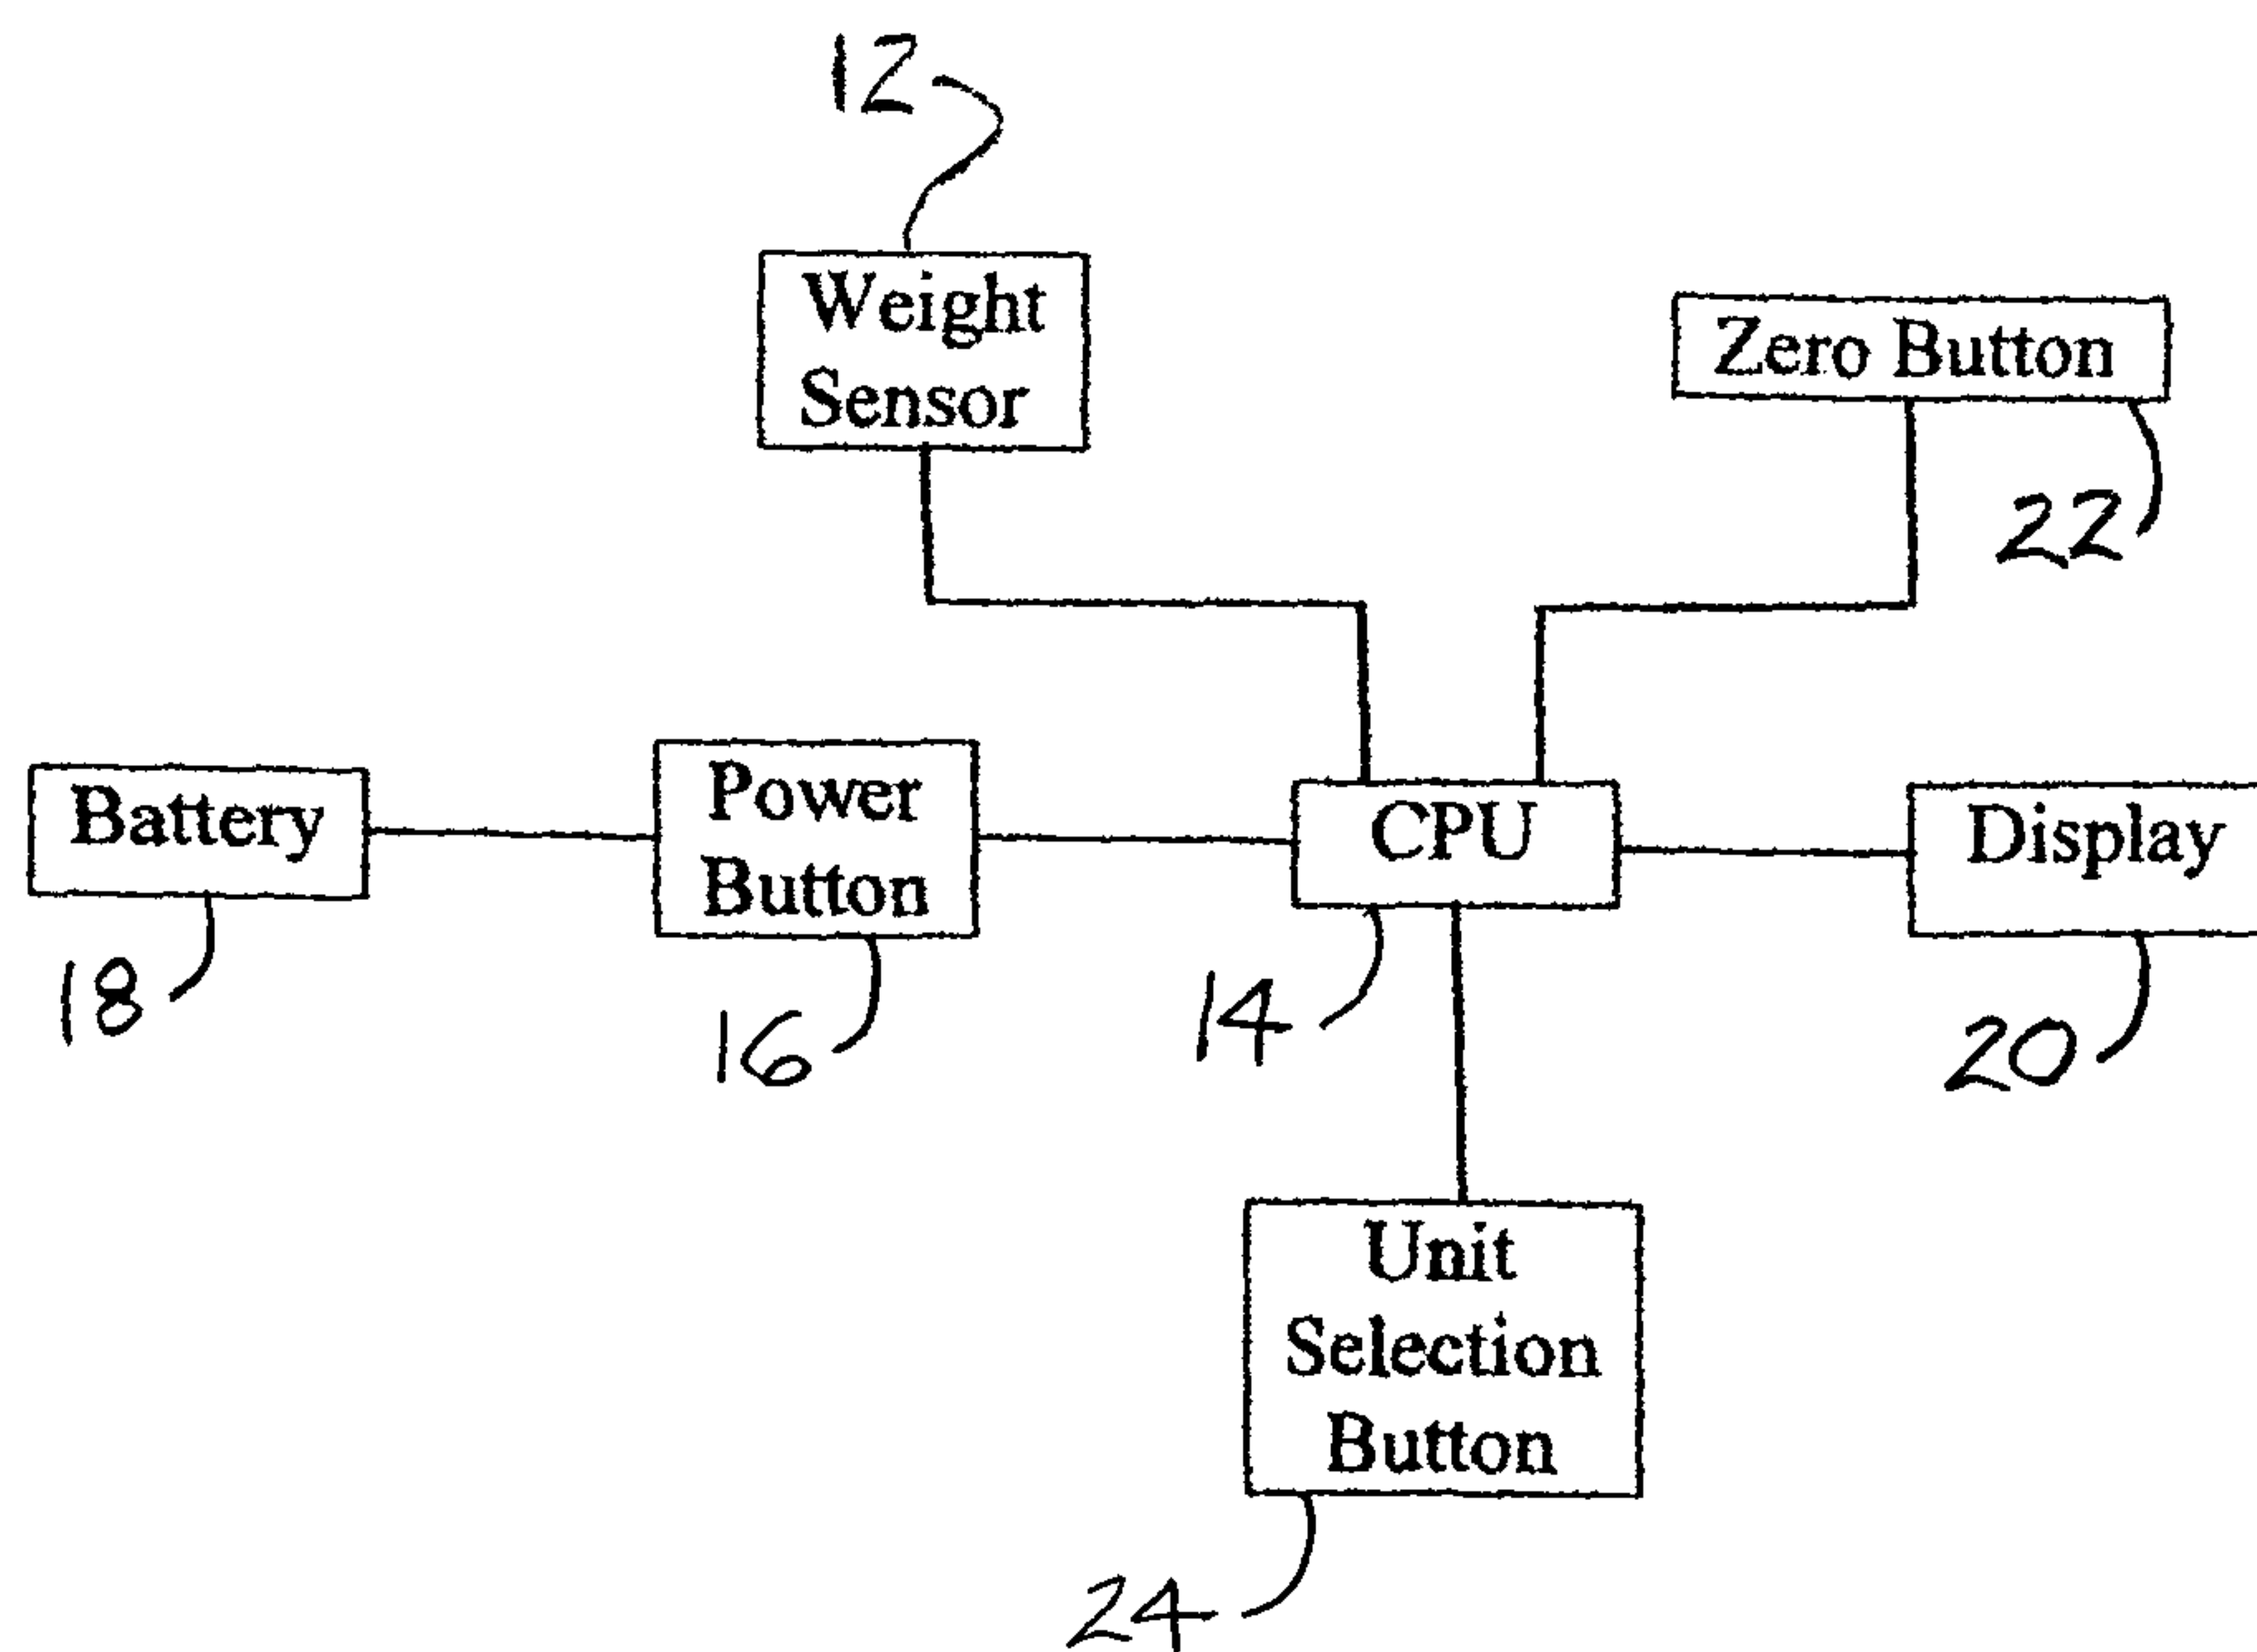 12
Weight
Sensor
Zero Button
22
Battery
18
Power
Button
16
CPU
14
Display
20
Unit
Selection
Button
24